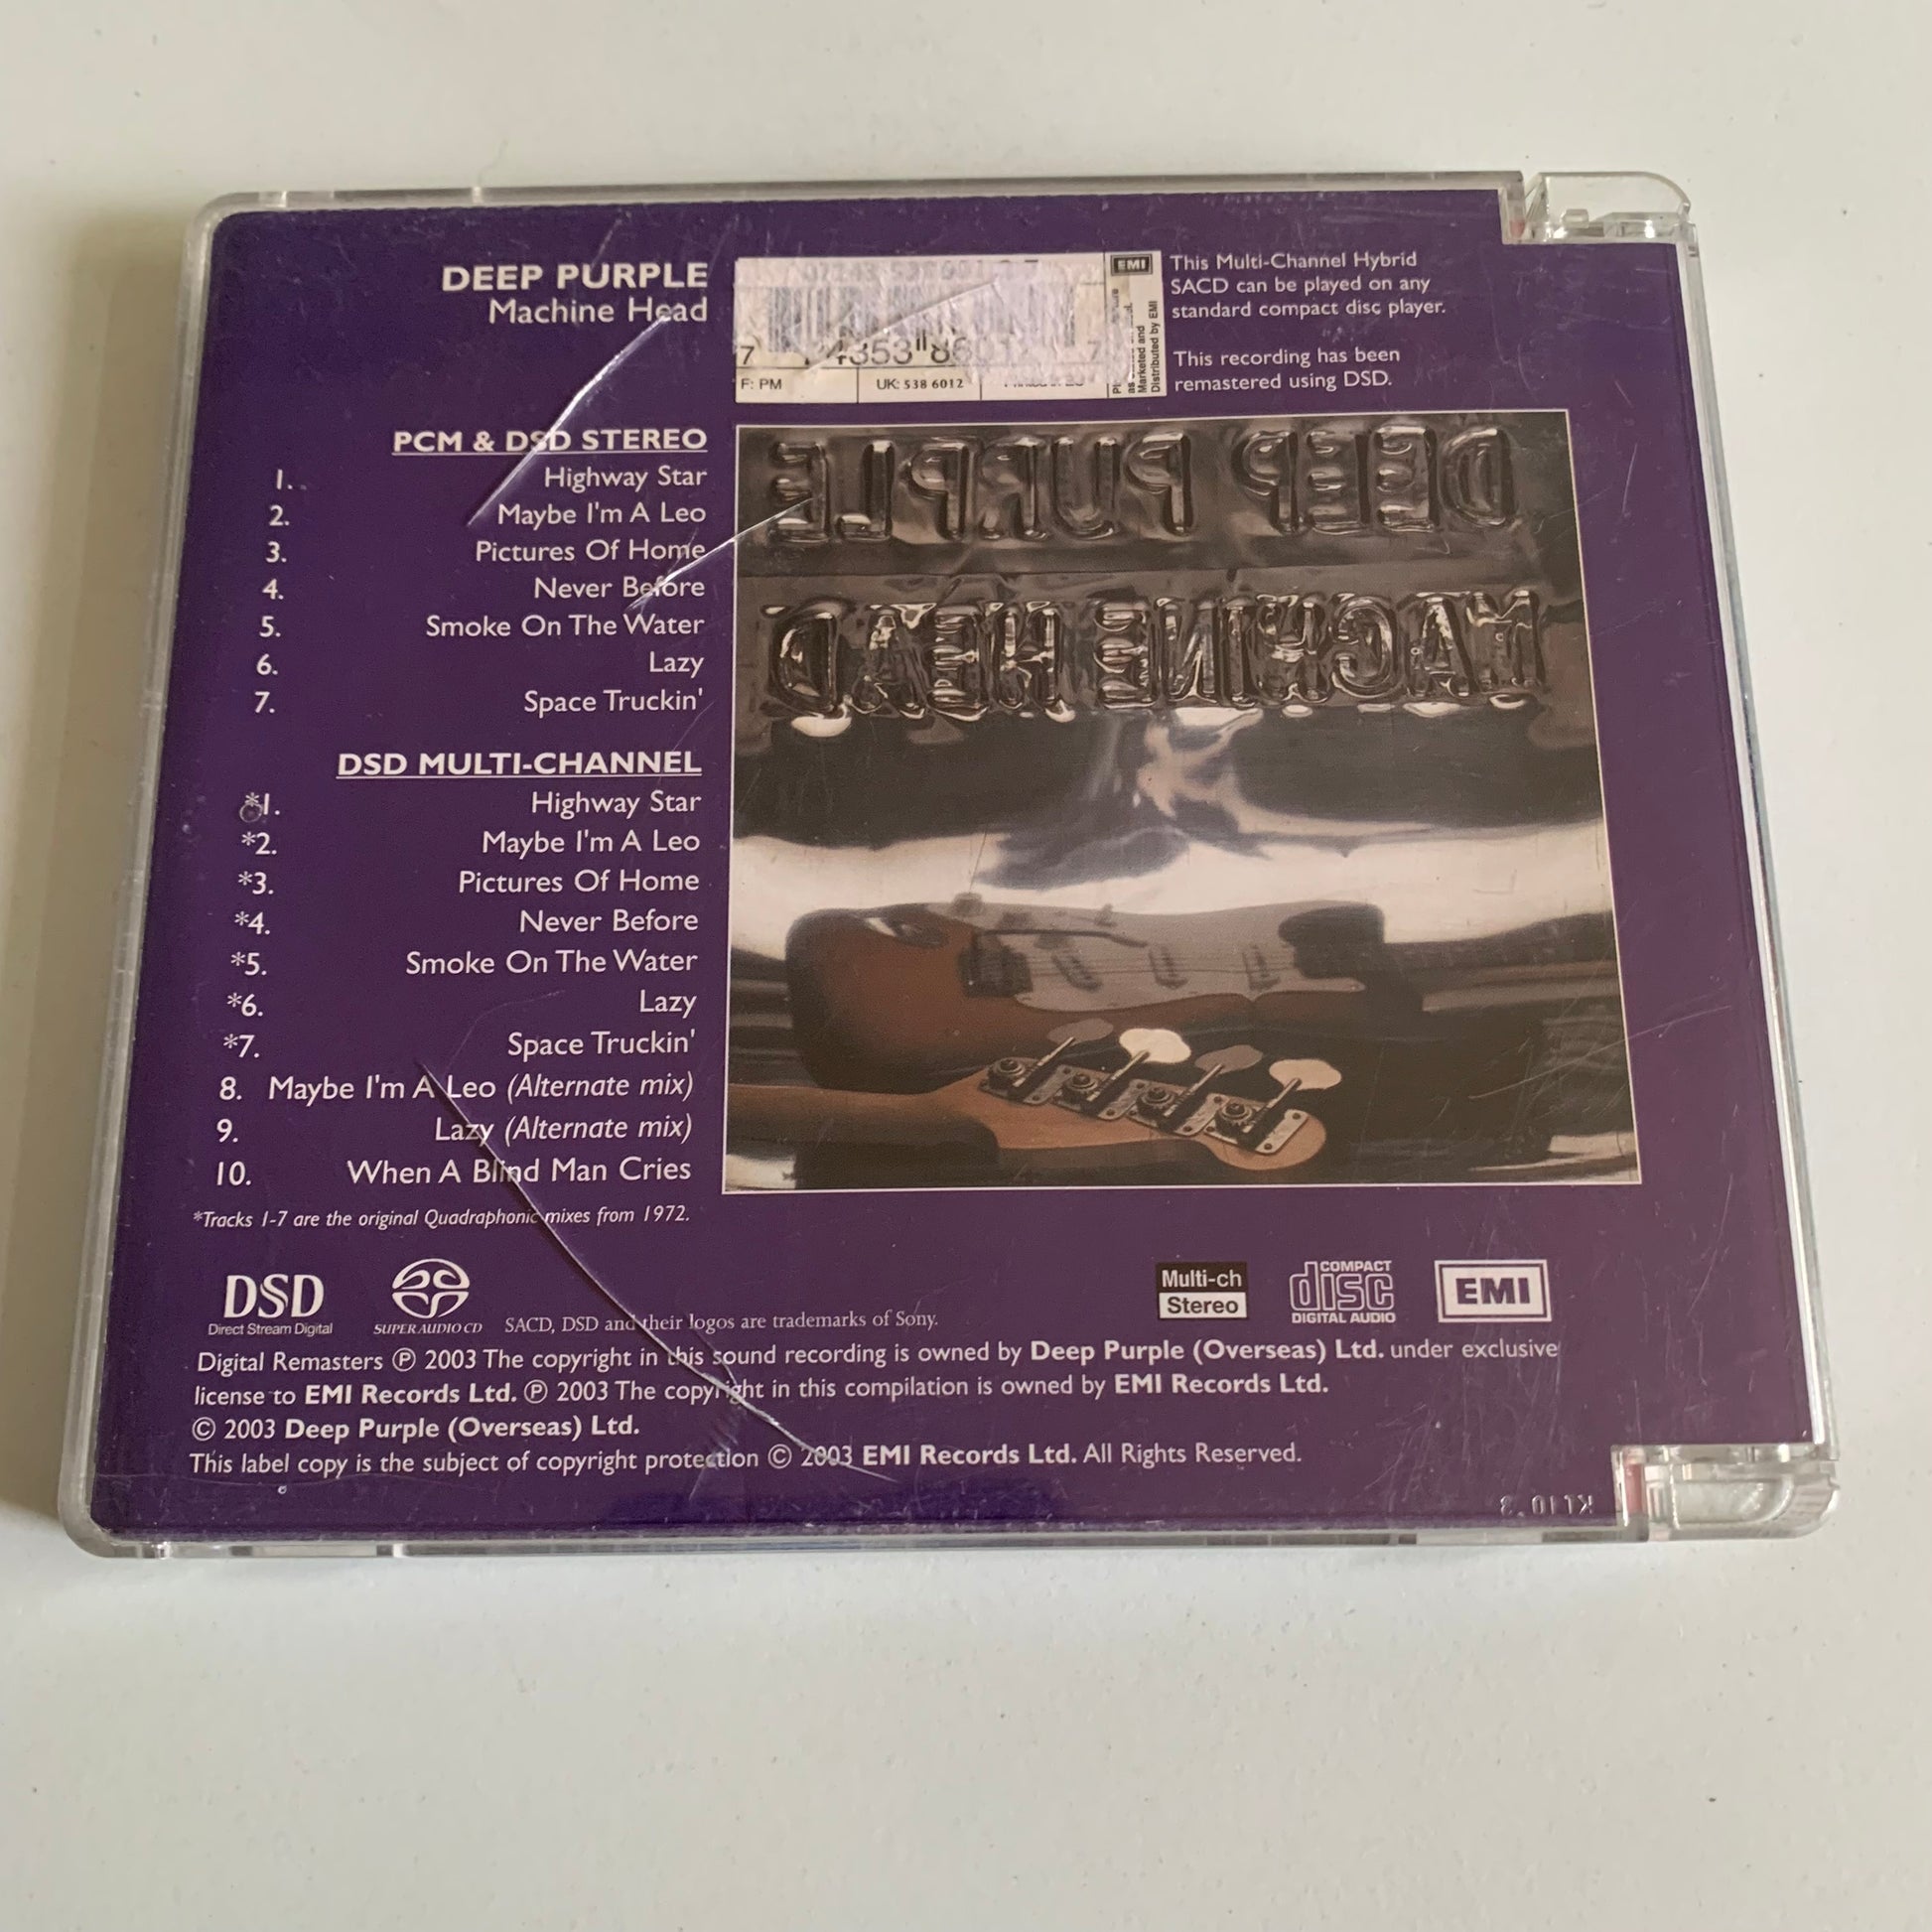 DEEP PURPLE
Machine Head
EMI
Marketed and
Distributed by EMI
F: PM
UK: 538 6012
This Multi-Channel Hybrid
SACD can be played on any
standard compact disc player.
This recording has been
remastered using DSD.
PCM & DSD STEREO
1. Highway Star
2. Maybe I'm A Leo
3. Pictures Of Home
4. Never Before
5. Smoke On The Water
6. Lazy
7. Space Truckin'
DSD MULTI-CHANNEL
*1. Highway Star
*2. Maybe I'm A Leo
*3. Pictures Of Home
*4. Never Before
*5. Smoke On The Water
*6. Lazy
*7. Space Truckin'
8. Maybe I'm A Leo (Alternate mix)
9. Lazy (Alternate mix)
10. When A Blind Man Cries
*Tracks 1-7 are the original Quadraphonic mixes from 1972.
DEEP PURPLE
MACHINE HEAD
DSD
Direct Stream Digital
SUPER AUDIO CD
SACD, DSD and their logos are trademarks of Sony.
Multi-ch
Stereo
COMPACT
disc
DIGITAL AUDIO
EMI
Digital Remasters ℗ 2003 The copyright in this sound recording is owned by Deep Purple (Overseas) Ltd. under exclusive
license to EMI Records Ltd. ℗ 2003 The copyright in this compilation is owned by EMI Records Ltd.
© 2003 Deep Purple (Overseas) Ltd.
This label copy is the subject of copyright protection © 2003 EMI Records Ltd. All Rights Reserved.